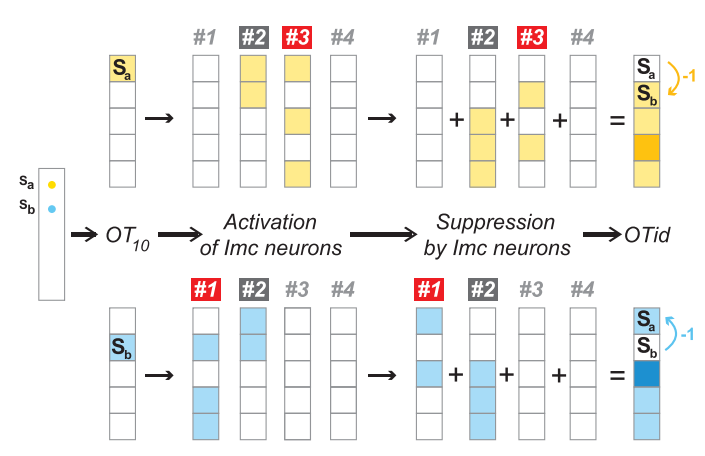 #1 #2 #3 #4 #1 #2 #3 #4
Sa Sa
-1
Sb
→ → + + + =
Sa
Sb
OT10 Activation of Imc neurons Suppression by Imc neurons OTid
#1 #2 #3 #4 #1 #2 #3 #4
Sa
-1
Sb Sb
→ → + + + =